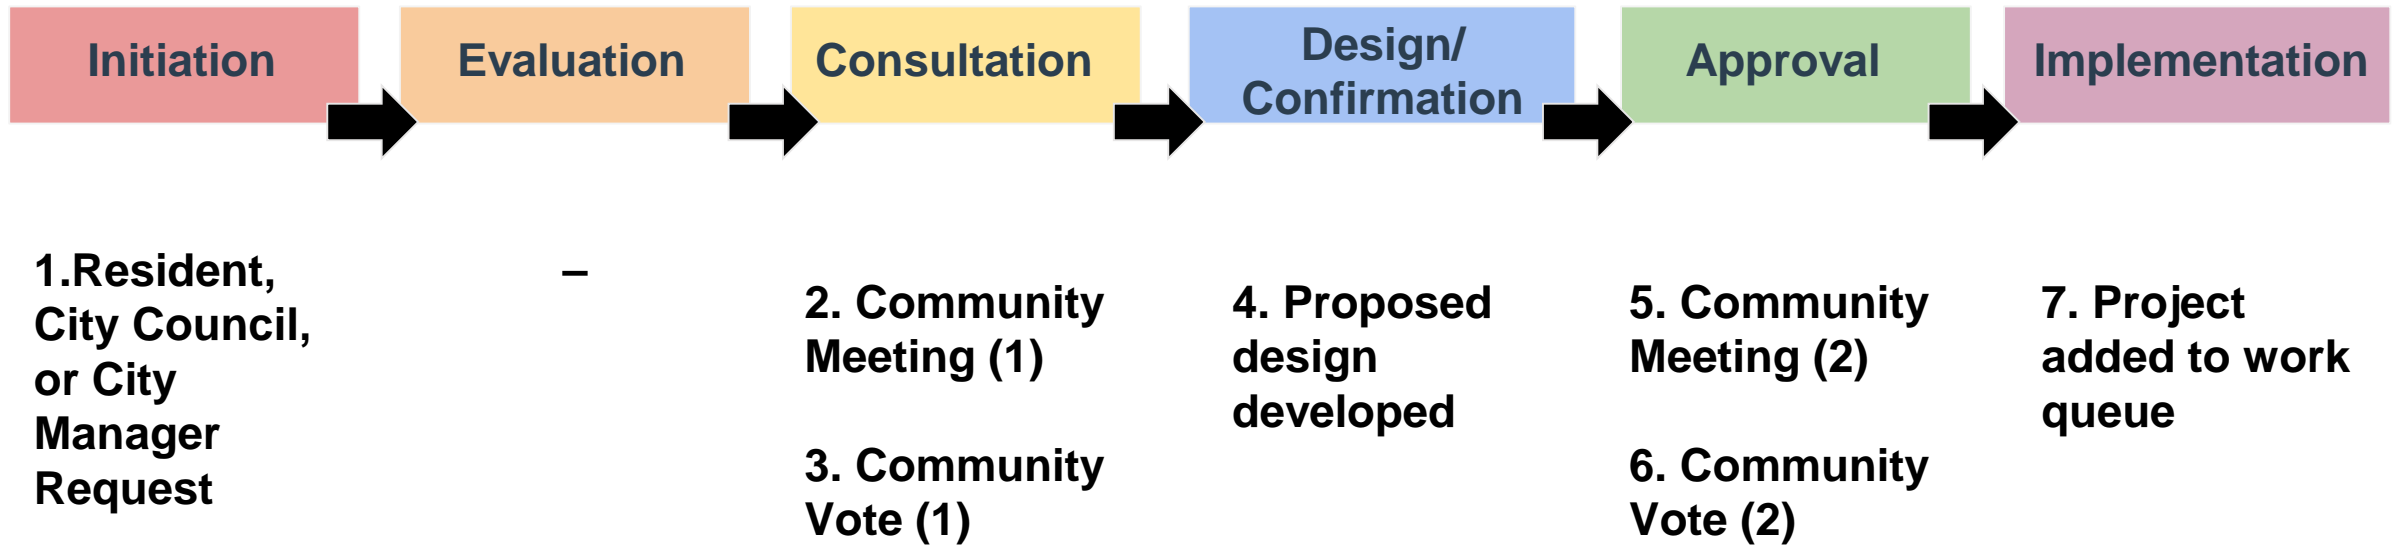 Initiation
Evaluation
Consultation
Design/
Confirmation
Approval
Implementation
1.Resident,
City Council,
or City
Manager
Request
–
2. Community
Meeting (1)
3. Community
Vote (1)
4. Proposed
design
developed
5. Community
Meeting (2)
6. Community
Vote (2)
7. Project
added to work
queue